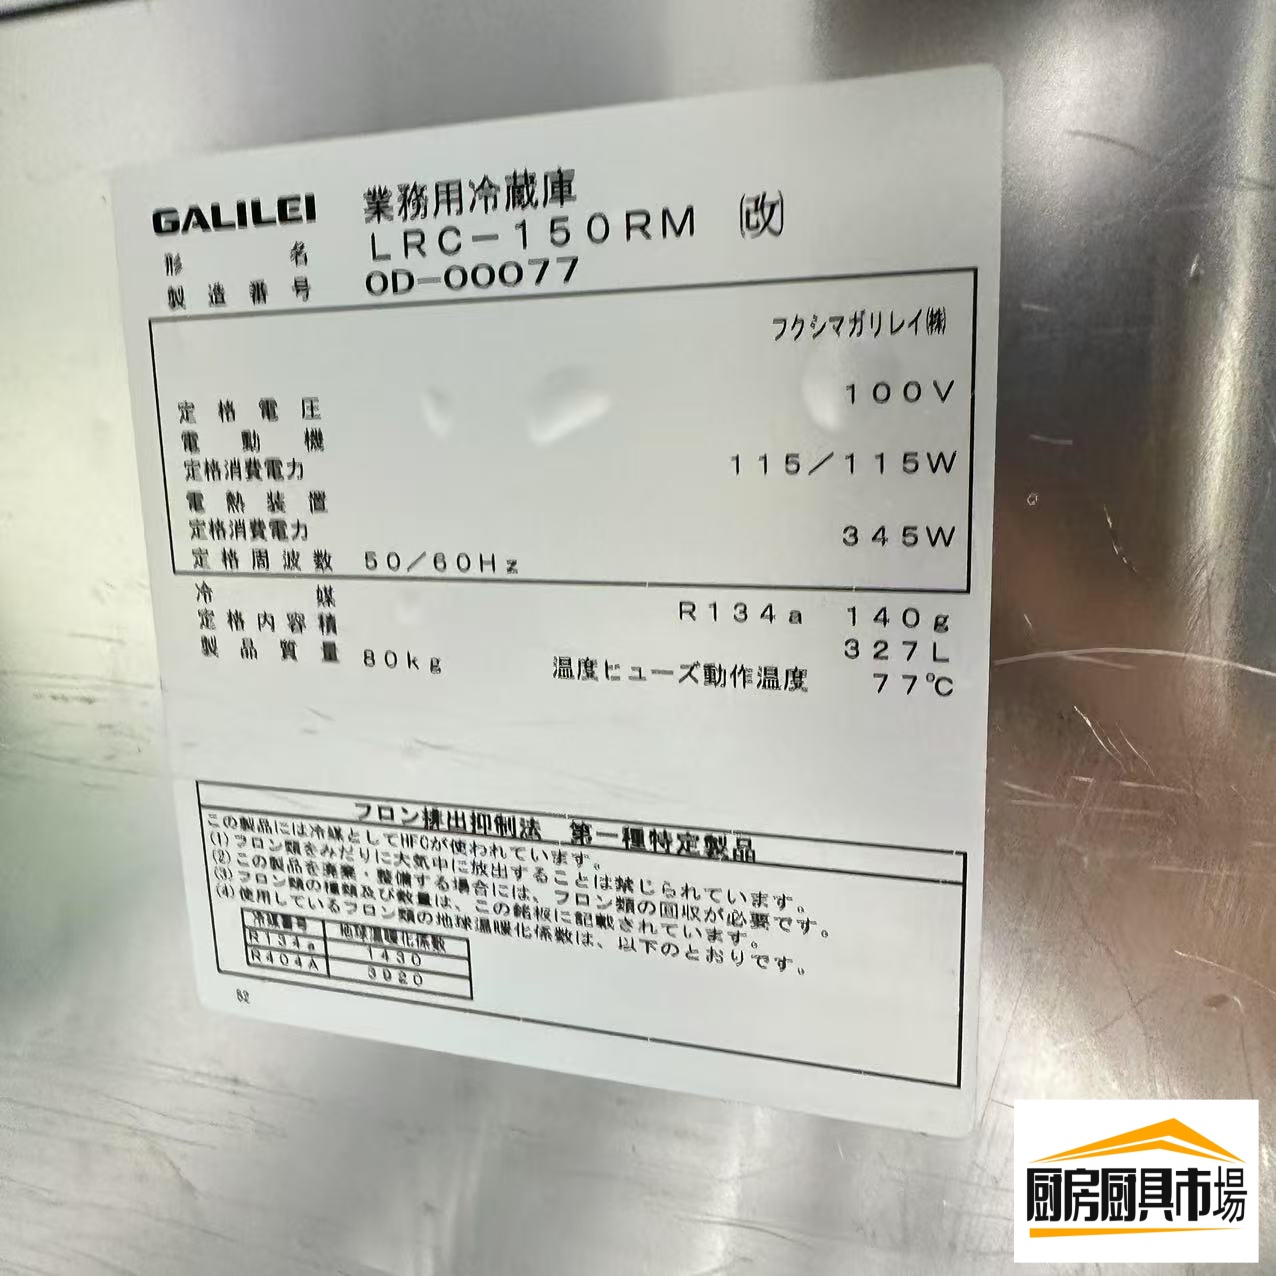 GALILEI 業務用冷蔵庫
形名 LRC-150RM ㈹改
製造番号 OD-00077
フクシマガリレイ㈱
定格電圧 100V
電動機
定格消費電力 115/115W
電熱装置
定格消費電力 345W
定格周波数 50/60Hz
冷媒 R134a 140g
定格内容積 327L
製品質量 80kg 温度ヒューズ動作温度 77℃
フロン排出抑制法 第一種特定製品
この製品には冷媒としてHFCが使われています。
(1)フロン類をみだりに大気中に放出することは禁じられています。
(2)この製品を廃棄・整備する場合には、フロン類の回収が必要です。
(3)フロン類の種類及び数量は、この銘板に記載されています。
(4)使用しているフロン類の地球温暖化係数は、以下のとおりです。
冷媒番号 地球温暖化係数
R134a 1430
R404A 3920
82
厨房厨具市場